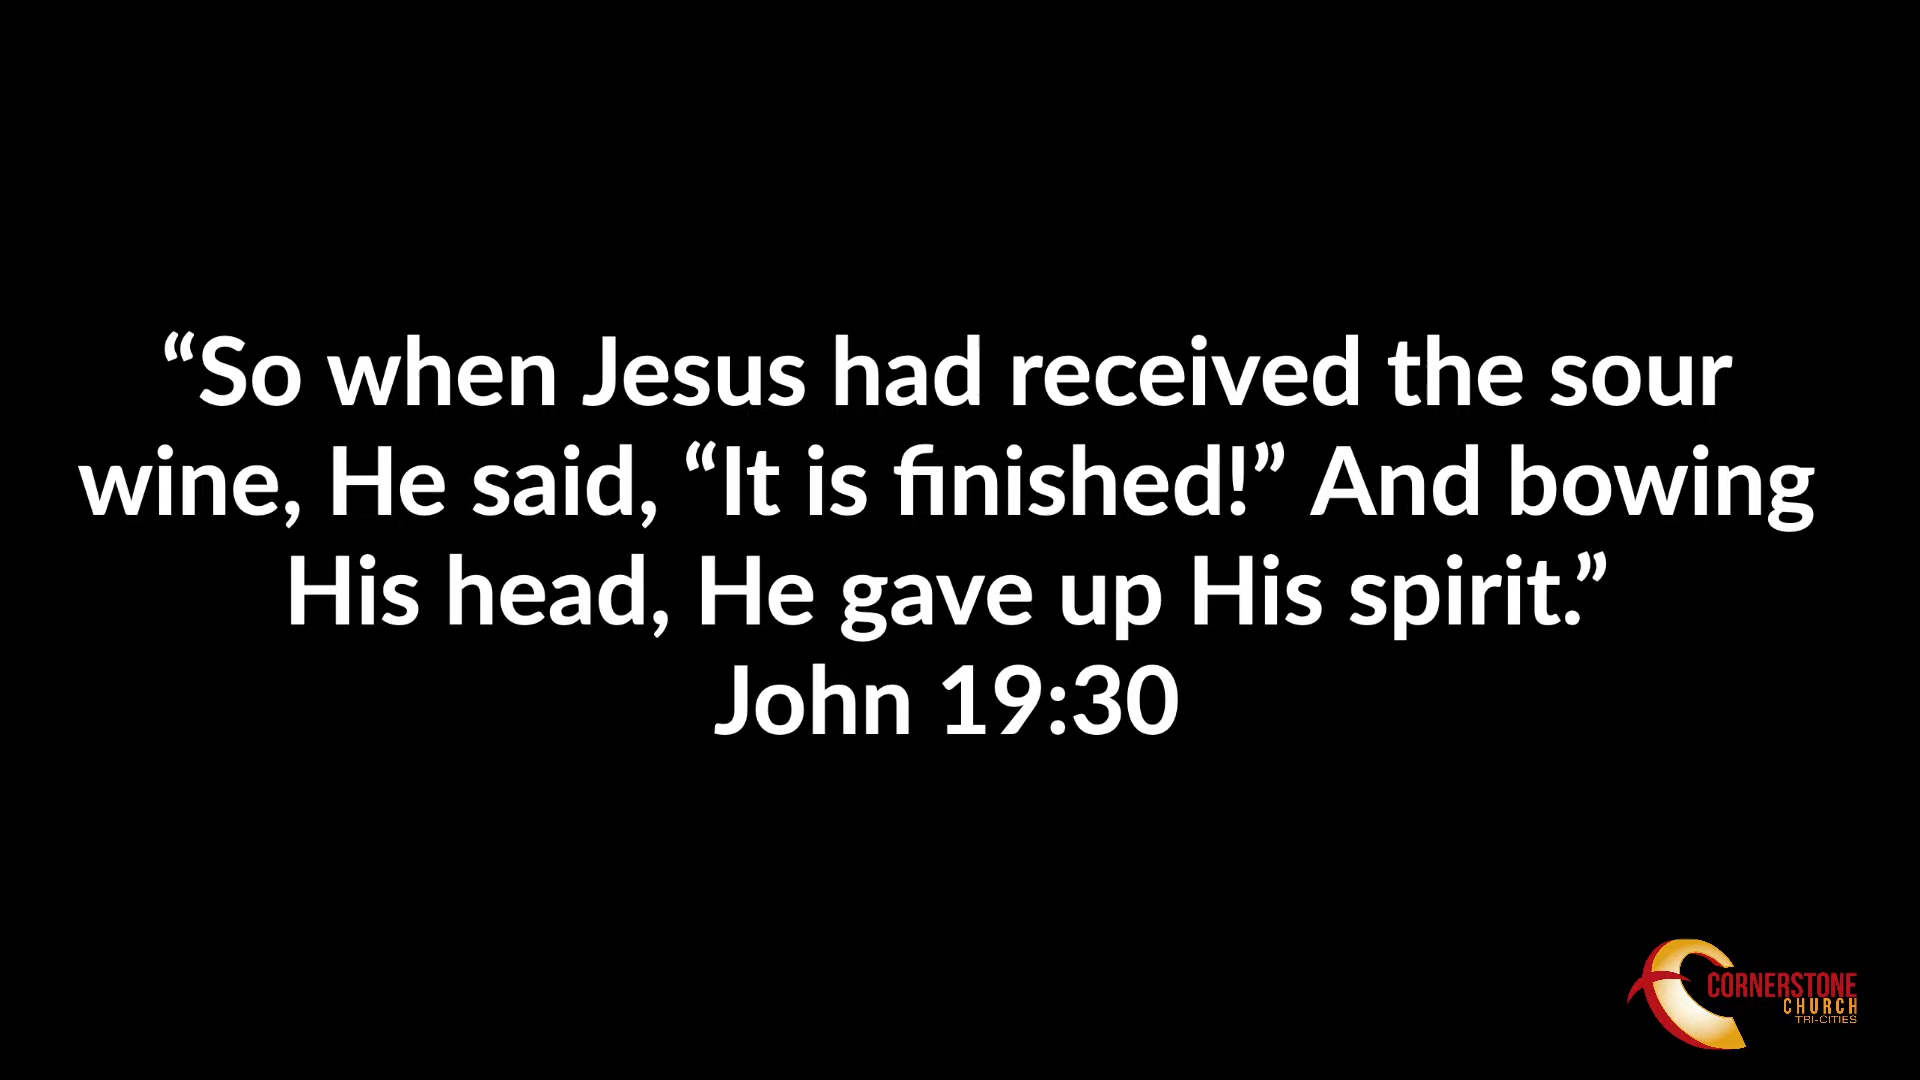 “So when Jesus had received the sour
wine, He said, “It is finished!” And bowing
His head, He gave up His spirit.”
John 19:30
CORNERSTONE
CHURCH
TRI-CITIES